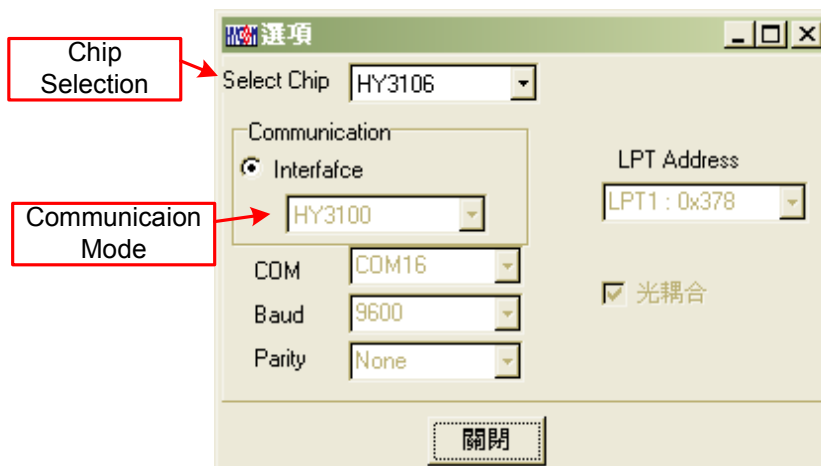 選項
Chip
Selection
Select Chip
HY3106
Communication
Interfafce
LPT Address
HY3100
LPT1 : 0x378
Communicaion
Mode
COM
COM16
光耦合
Baud
9600
Parity
None
關閉